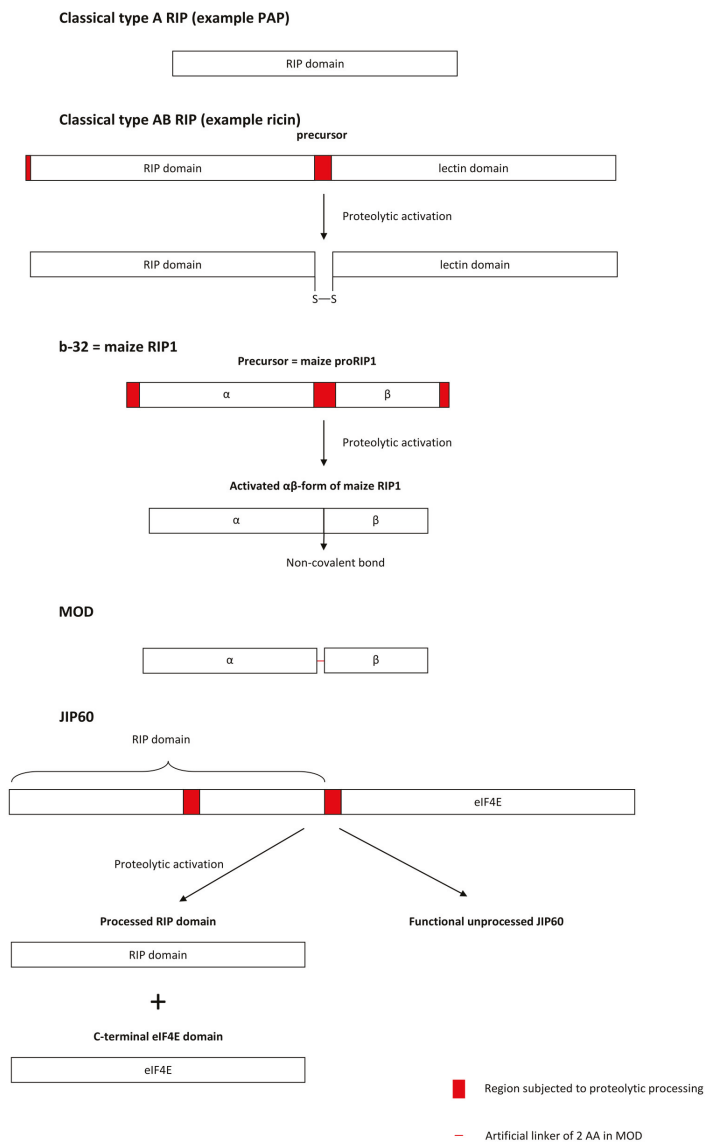 Classical type A RIP (example PAP)
RIP domain
Classical type AB RIP (example ricin)
precursor
RIP domain
lectin domain
Proteolytic activation
RIP domain
lectin domain
S—S
b-32 = maize RIP1
Precursor = maize proRIP1
α
β
Proteolytic activation
Activated αβ-form of maize RIP1
α
β
Non-covalent bond
MOD
α
β
JIP60
RIP domain
eIF4E
Proteolytic activation
Processed RIP domain
Functional unprocessed JIP60
RIP domain
+
C-terminal eIF4E domain
eIF4E
Region subjected to proteolytic processing
Artificial linker of 2 AA in MOD